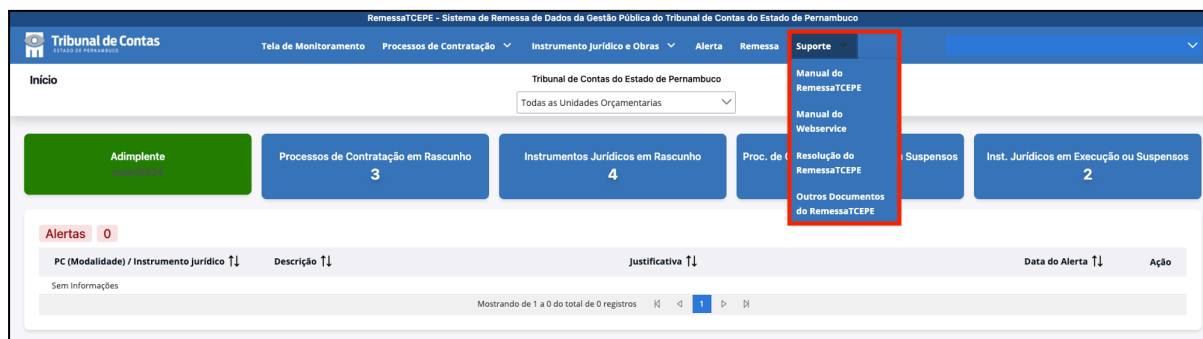 RemessaTCEPE - Sistema de Remessa de Dados da Gestão Pública do Tribunal de Contas do Estado de Pernambuco
Tribunal de Contas
ESTADO DE PERNAMBUCO
Tela de Monitoramento Processos de Contratação Instrumento Jurídico e Obras Alerta Remessa Suporte
Início
Tribunal de Contas do Estado de Pernambuco
Todas as Unidades Orçamentarias
Manual do
RemessaTCEPE
Manual do
Webservice
Resolução do
RemessaTCEPE
Outros Documentos
do RemessaTCEPE
Adimplente
Processos de Contratação em Rascunho
3
Instrumentos Jurídicos em Rascunho
4
Proc. de Suspensos
Inst. Jurídicos em Execução ou Suspensos
2
Alertas 0
PC (Modalidade) / Instrumento jurídico Descrição Justificativa Data do Alerta Ação
Sem Informações
Mostrando de 1 a 0 do total de 0 registros 1